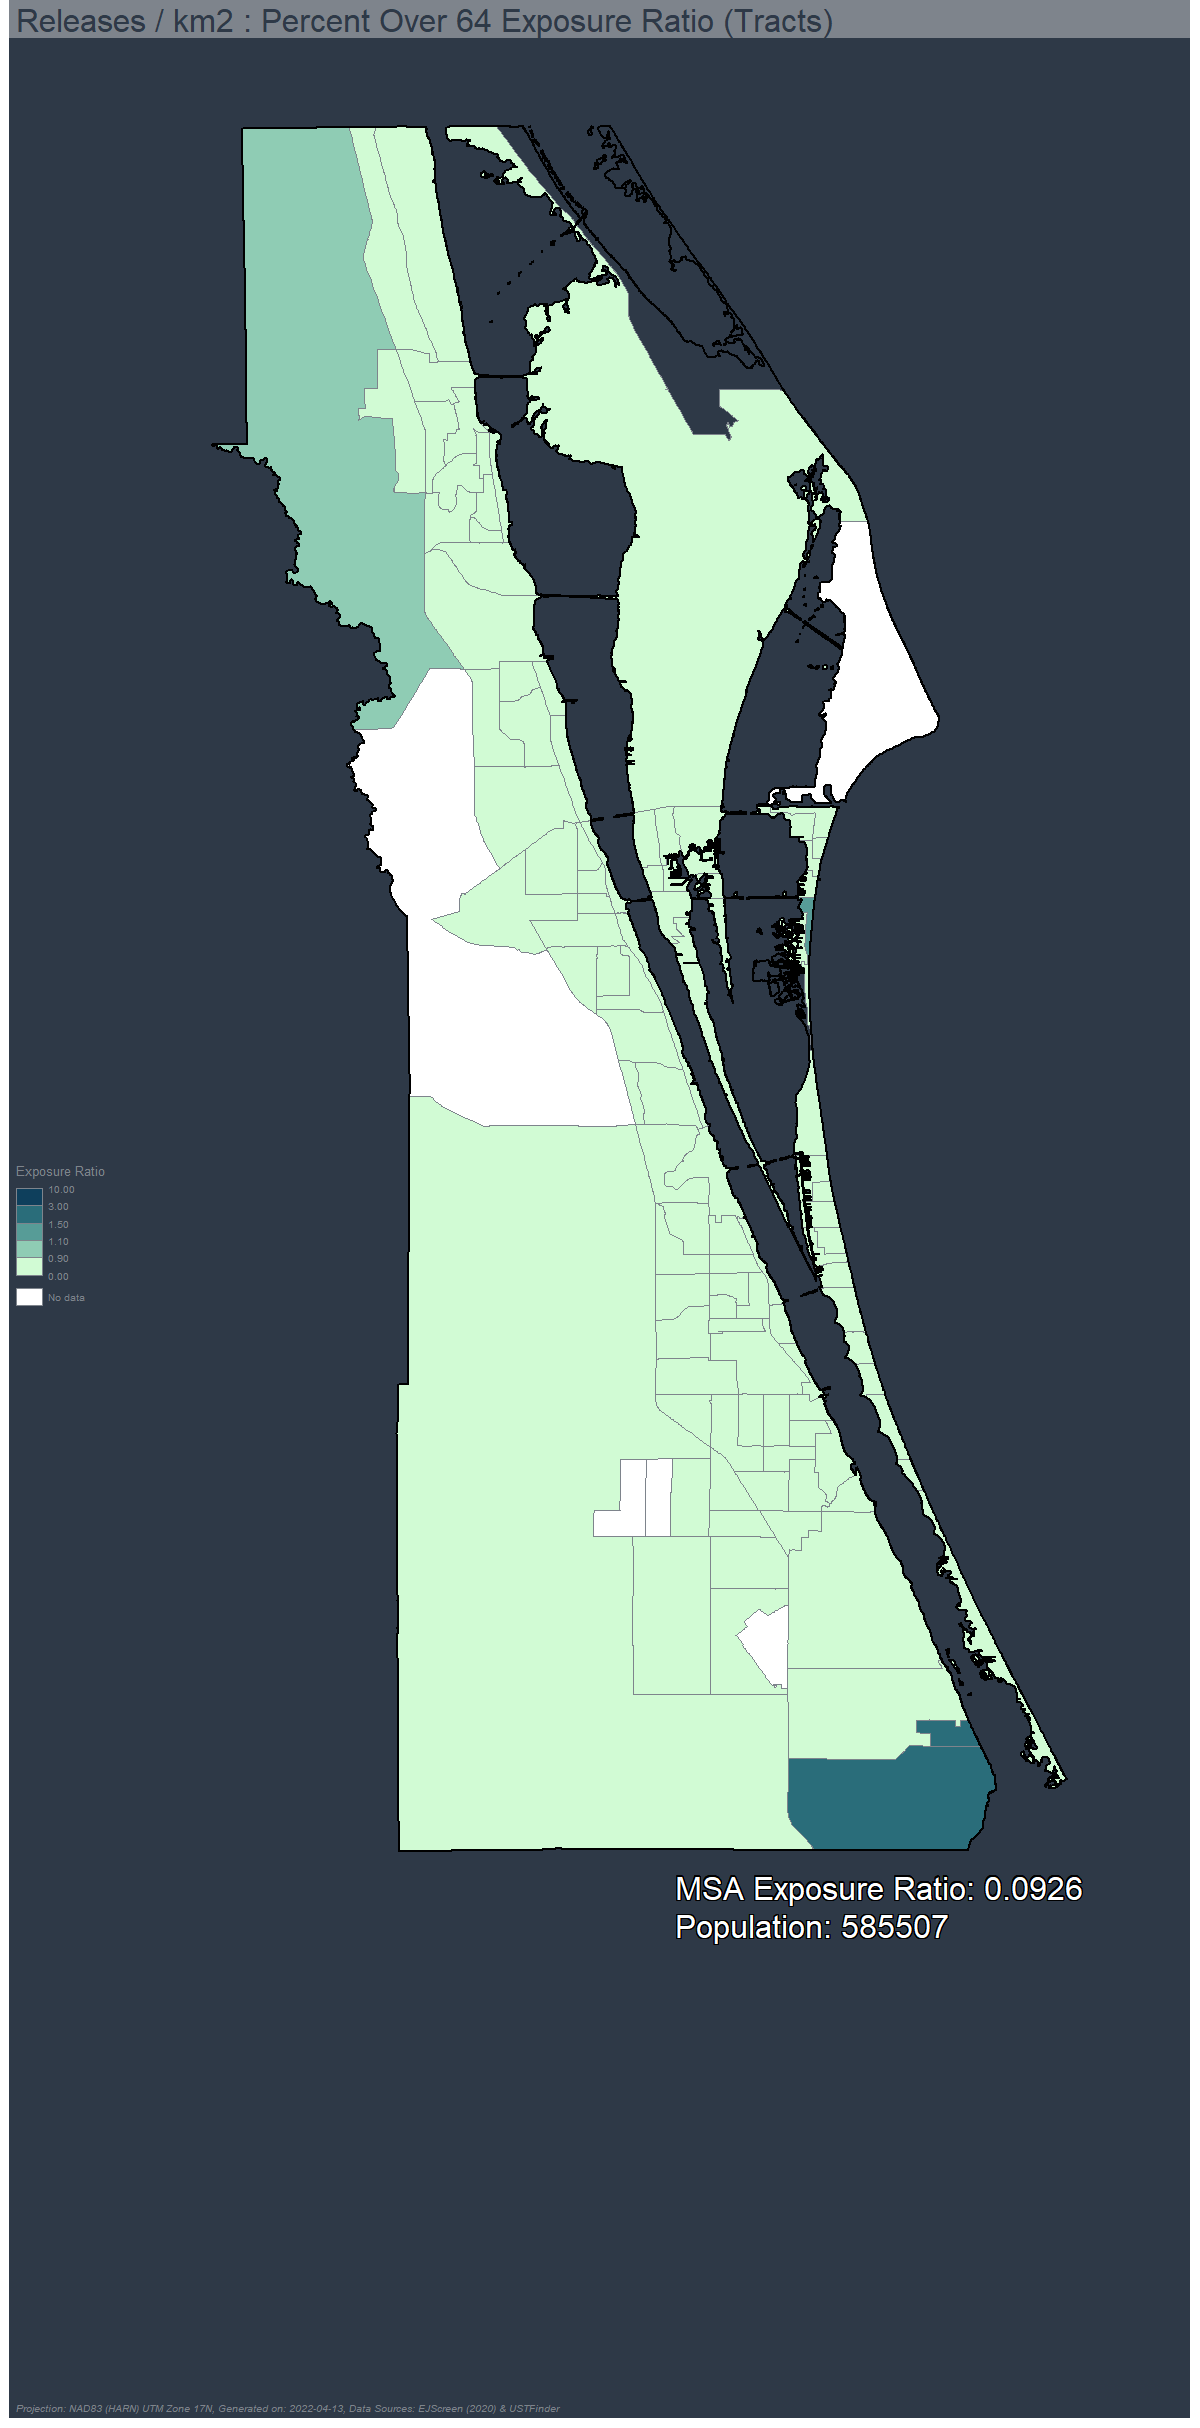 Releases / km2 : Percent Over 64 Exposure Ratio (Tracts)
Exposure Ratio
10.00
3.00
1.50
1.10
0.90
0.00
No data
MSA Exposure Ratio: 0.0926
Population: 585507
Projection: NAD83 (HARN) UTM Zone 17N, Generated on: 2022-04-13, Data Sources: EJScreen (2020) & USTFinder